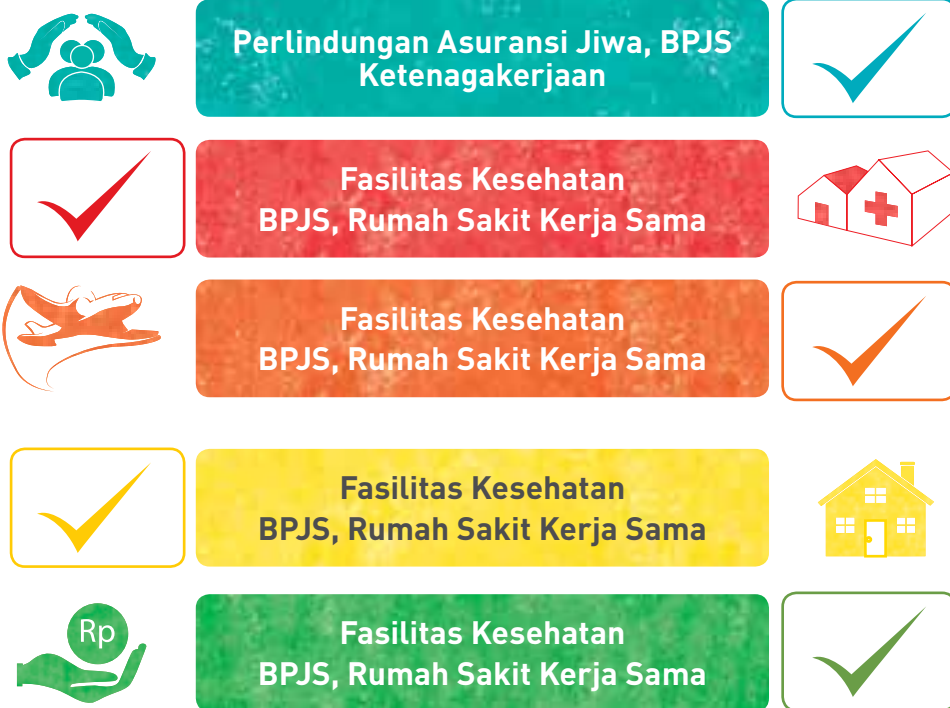 Perlindungan Asuransi Jiwa, BPJS
Ketenagakerjaan
Fasilitas Kesehatan
BPJS, Rumah Sakit Kerja Sama
Fasilitas Kesehatan
BPJS, Rumah Sakit Kerja Sama
Fasilitas Kesehatan
BPJS, Rumah Sakit Kerja Sama
Rp
Fasilitas Kesehatan
BPJS, Rumah Sakit Kerja Sama